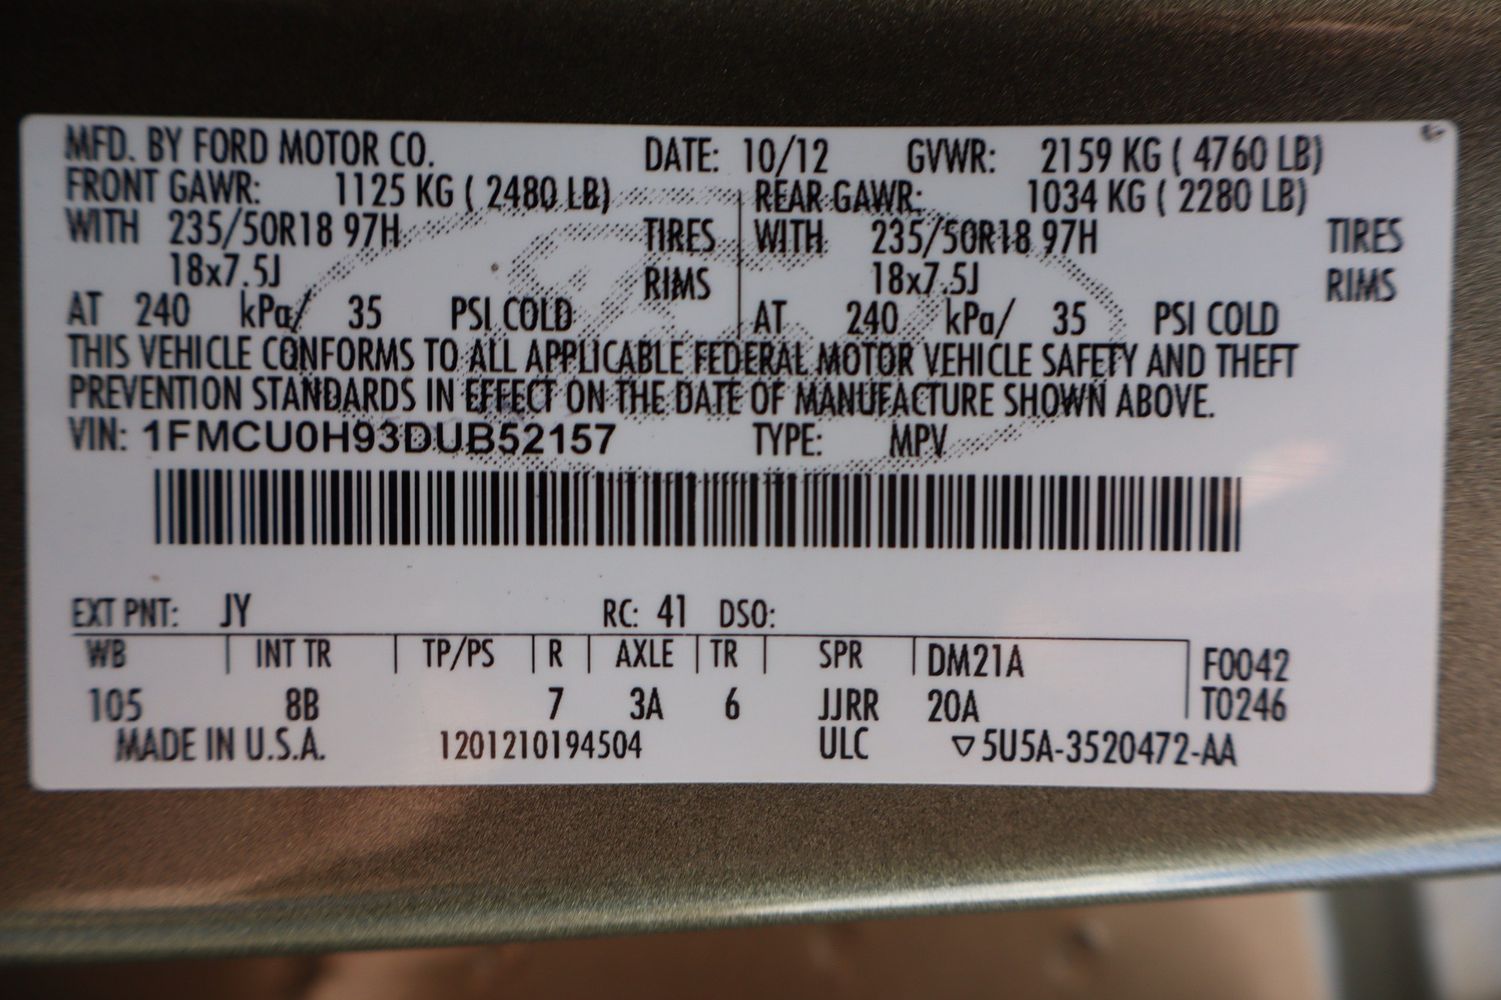 MFD. BY FORD MOTOR CO. DATE: 10/12 GVWR: 2159 KG ( 4760 LB)
FRONT GAWR: 1125 KG ( 2480 LB) REAR GAWR: 1034 KG ( 2280 LB)
WITH 235/50R18 97H TIRES WITH 235/50R18 97H TIRES
18x7.5J RIMS 18x7.5J RIMS
AT 240 kPa/ 35 PSI COLD AT 240 kPa/ 35 PSI COLD
THIS VEHICLE CONFORMS TO ALL APPLICABLE FEDERAL MOTOR VEHICLE SAFETY AND THEFT
PREVENTION STANDARDS IN EFFECT ON THE DATE OF MANUFACTURE SHOWN ABOVE.
VIN: 1FMCU0H93DUB52157 TYPE: MPV
EXT PNT: JY RC: 41 DSO:
WB INT TR TP/PS R AXLE TR SPR DM21A F0042
105 8B 7 3A 6 JJRR 20A T0246
MADE IN U.S.A. 1201210194504 ULC ▽5U5A-3520472-AA